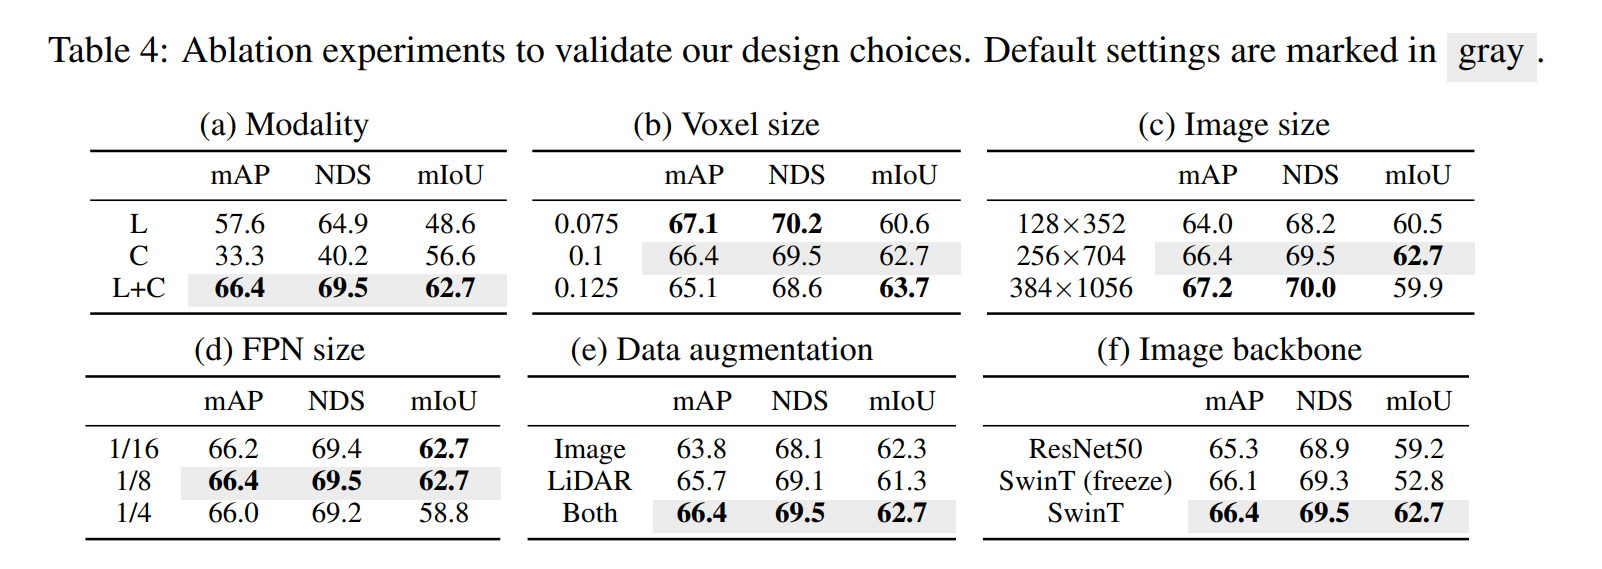 Table 4: Ablation experiments to validate our design choices. Default settings are marked in gray .
(a) Modality
mAP NDS mIoU
L 57.6 64.9 48.6
C 33.3 40.2 56.6
L+C 66.4 69.5 62.7
(b) Voxel size
mAP NDS mIoU
0.075 67.1 70.2 60.6
0.1 66.4 69.5 62.7
0.125 65.1 68.6 63.7
(c) Image size
mAP NDS mIoU
128×352 64.0 68.2 60.5
256×704 66.4 69.5 62.7
384×1056 67.2 70.0 59.9
(d) FPN size
mAP NDS mIoU
1/16 66.2 69.4 62.7
1/8 66.4 69.5 62.7
1/4 66.0 69.2 58.8
(e) Data augmentation
mAP NDS mIoU
Image 63.8 68.1 62.3
LiDAR 65.7 69.1 61.3
Both 66.4 69.5 62.7
(f) Image backbone
mAP NDS mIoU
ResNet50 65.3 68.9 59.2
SwinT (freeze) 66.1 69.3 52.8
SwinT 66.4 69.5 62.7